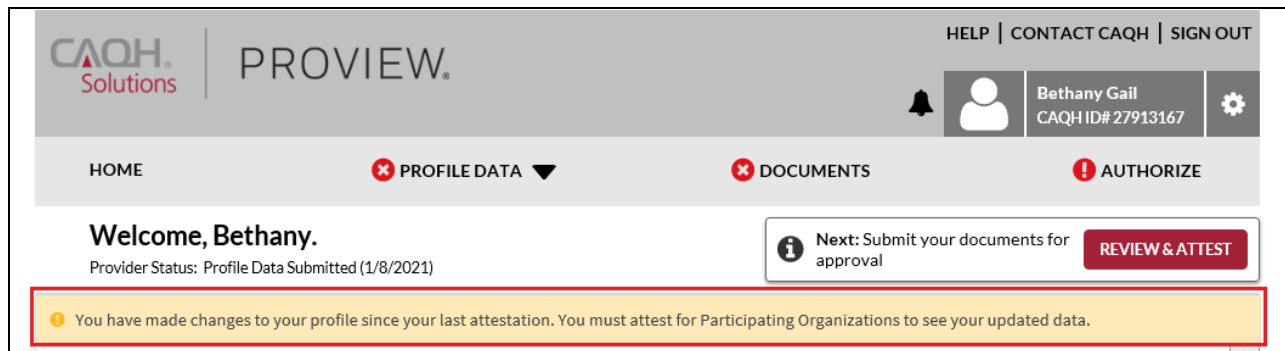 HELP | CONTACT CAQH | SIGN OUT
CAQH®
Solutions
PROVIEW®
Bethany Gail
CAQH ID# 27913167
HOME
PROFILE DATA
DOCUMENTS
AUTHORIZE
Welcome, Bethany.
Provider Status: Profile Data Submitted (1/8/2021)
Next: Submit your documents for
approval
REVIEW & ATTEST
You have made changes to your profile since your last attestation. You must attest for Participating Organizations to see your updated data.